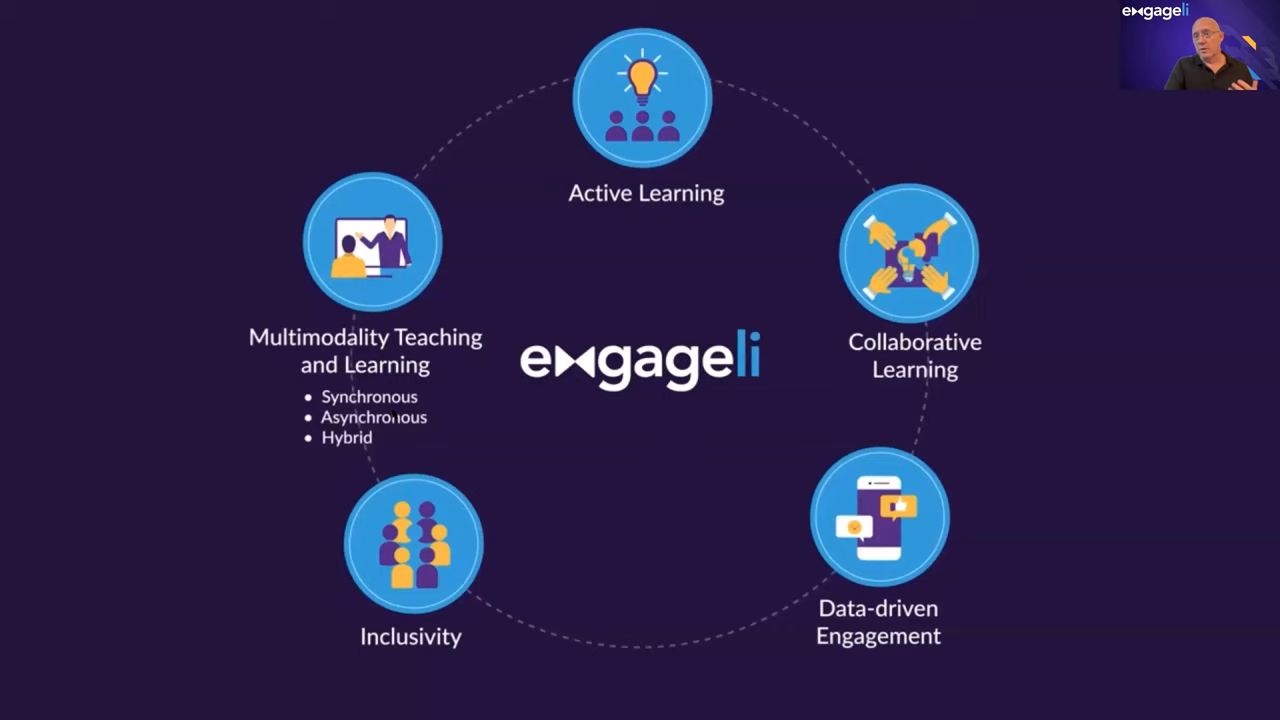 engageli
Active Learning
Multimodality Teaching
and Learning
• Synchronous
• Asynchronous
• Hybrid
engageli
Collaborative
Learning
Inclusivity
Data-driven
Engagement